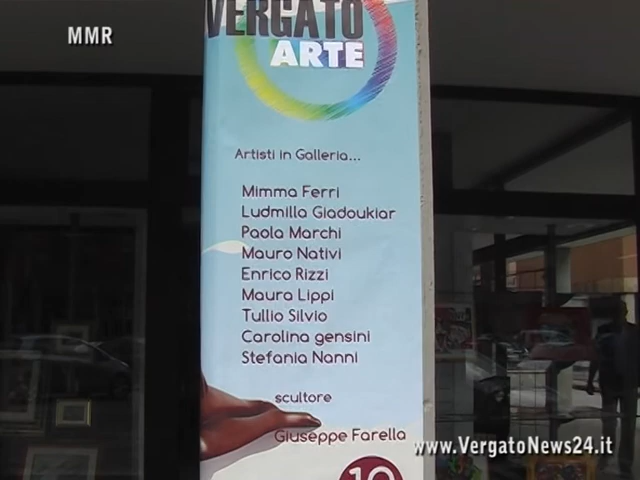 MMR
VERGATO
ARTE
Artisti in Galleria...
Mimma Ferri
Ludmilla Giadoukiar
Paola Marchi
Mauro Nativi
Enrico Rizzi
Maura Lippi
Tullio Silvio
Carolina gensini
Stefania Nanni
scultore
Giuseppe Farella
10
www.VergatoNews24.it